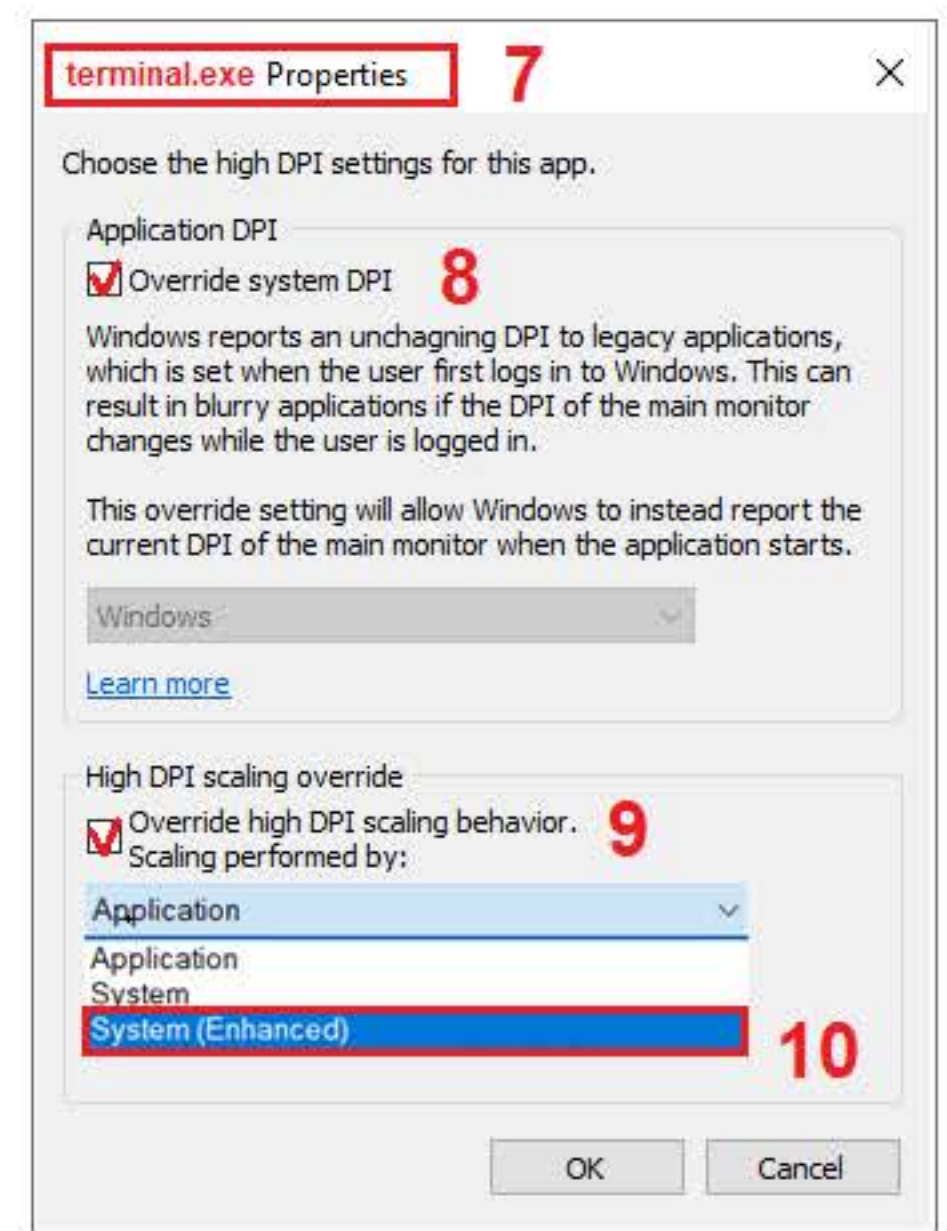 terminal.exe Properties 7
Choose the high DPI settings for this app.
Application DPI
Override system DPI 8
Windows reports an unchagning DPI to legacy applications,
which is set when the user first logs in to Windows. This can
result in blurry applications if the DPI of the main monitor
changes while the user is logged in.
This override setting will allow Windows to instead report the
current DPI of the main monitor when the application starts.
Windows
Learn more
High DPI scaling override
Override high DPI scaling behavior. 9
Scaling performed by:
Application
Application
System
System (Enhanced)
10
OK Cancel